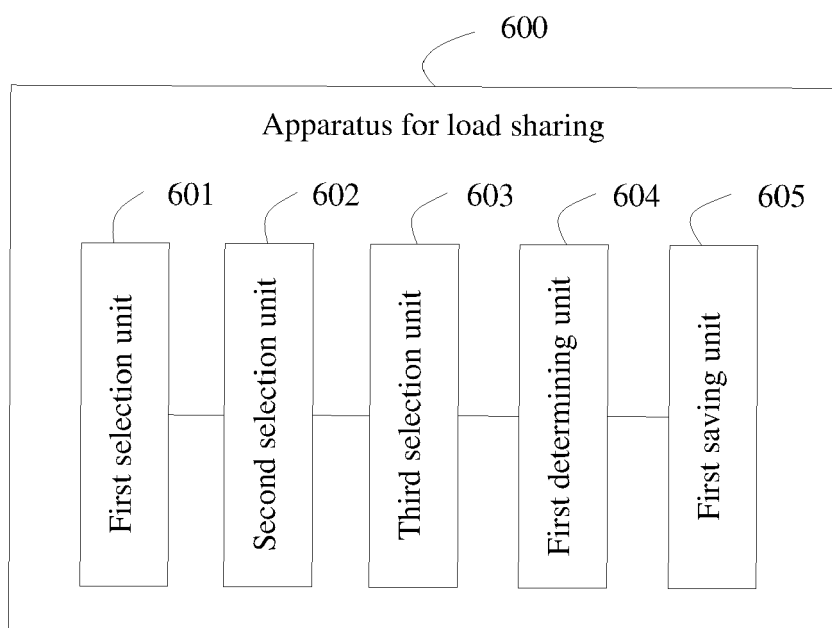 600
Apparatus for load sharing
601
602
603
604
605
First selection unit
Second selection unit
Third selection unit
First determining unit
First saving unit